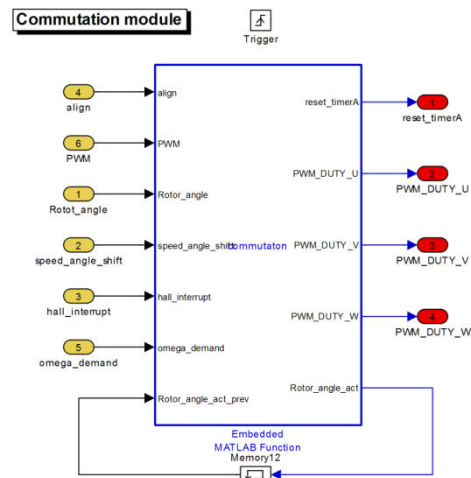 Commutation module
Trigger
4
align
align
reset_timerA
1
reset_timerA
6
PWM
PWM
PWM_DUTY_U
2
PWM_DUTY_U
1
Rotot_angle
Rotor_angle
2
speed_angle_shift
speed_angle_shift
commutaton
PWM_DUTY_V
3
PWM_DUTY_V
3
hall_interrupt
hall_interrupt
PWM_DUTY_W
4
PWM_DUTY_W
5
omega_demand
omega_demand
Rotor_angle_act_prev
Rotor_angle_act
Embedded
MATLAB Function
Memory12